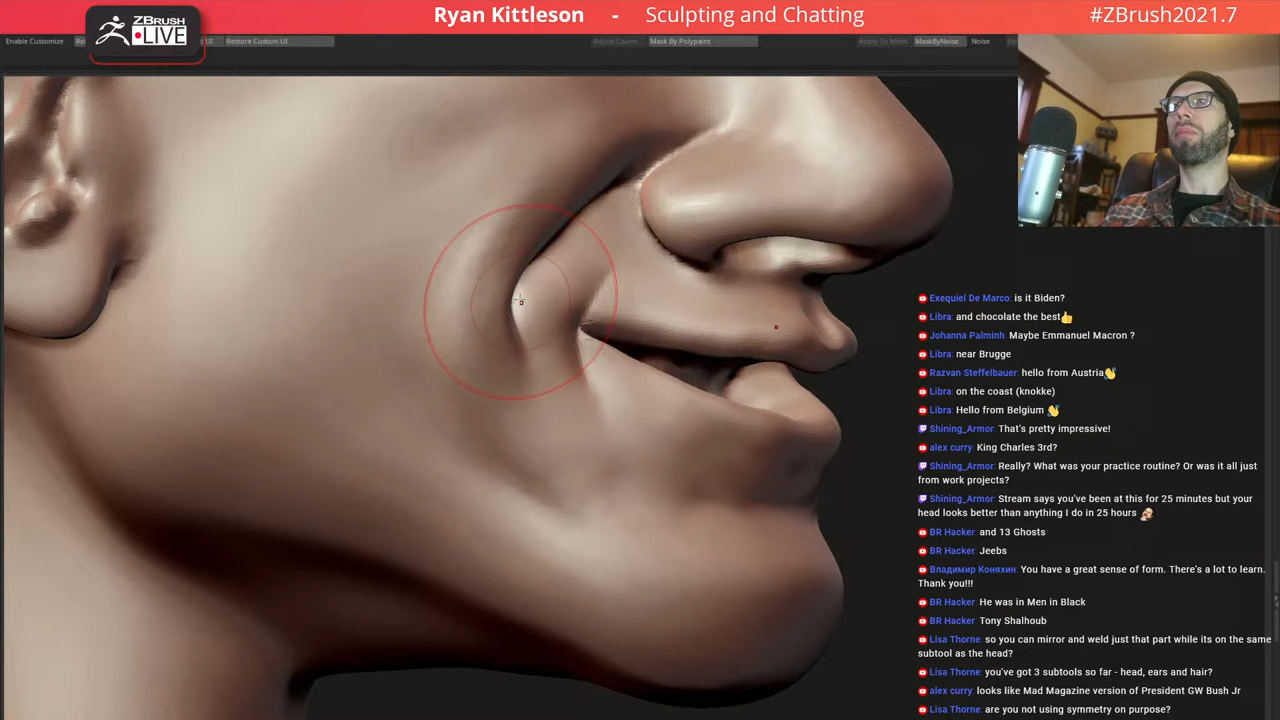 Ryan Kittleson - Sculpting and Chatting
#ZBrush2021.7
ZBRUSH
LIVE
Enable Customize
UI
Restore Custom UI
Mask By Polypaint
Apply To Morph
MaskByNoise
Noise
Exequiel De Marco: is it Biden?
Libra: and chocolate the best👍
Johanna Palminh: Maybe Emmanuel Macron ?
Libra: near Brugge
Razvan Steffelbauer: hello from Austria👋
Libra: on the coast (knokke)
Libra: Hello from Belgium 👋
Shining_Armor: That's pretty impressive!
alex curry: King Charles 3rd?
Shining_Armor: Really? What was your practice routine? Or was it all just
from work projects?
Shining_Armor: Stream says you've been at this for 25 minutes but your
head looks better than anything I do in 25 hours
BR Hacker: and 13 Ghosts
BR Hacker: Jeebs
Владимир Коняхин: You have a great sense of form. There's a lot to learn.
Thank you!!!
BR Hacker: He was in Men in Black
BR Hacker: Tony Shalhoub
Lisa Thorne: so you can mirror and weld just that part while its on the same
subtool as the head?
Lisa Thorne: you've got 3 subtools so far - head, ears and hair?
alex curry: looks like Mad Magazine version of President GW Bush Jr
Lisa Thorne: are you not using symmetry on purpose?